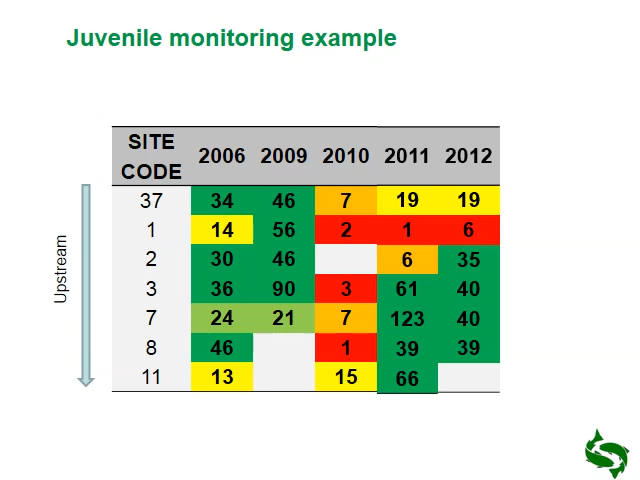 Juvenile monitoring example
SITE CODE 2006 2009 2010 2011 2012
37 34 46 7 19 19
1 14 56 2 1 6
2 30 46 6 35
3 36 90 3 61 40
7 24 21 7 123 40
8 46 1 39 39
11 13 15 66
Upstream